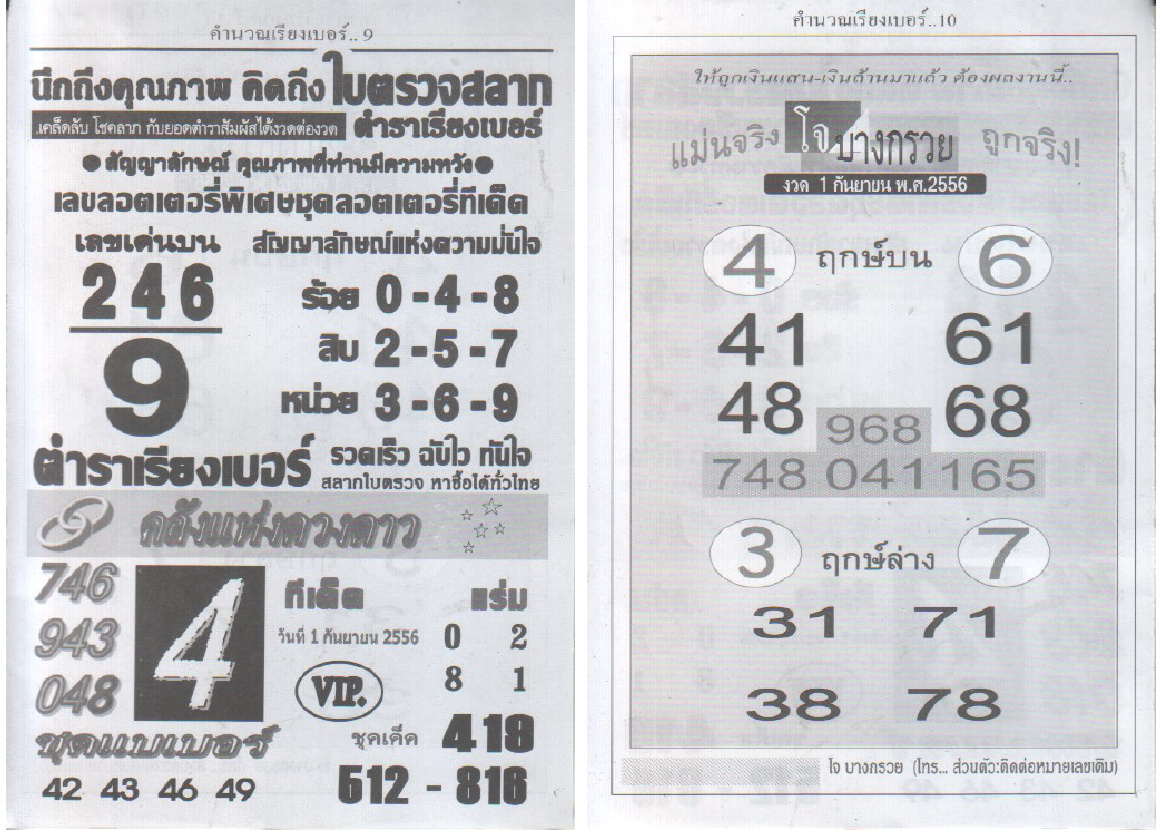 คำนวณเรียงเบอร์..9
นึกถึงคุณภาพ คิดถึง ใบตรวจสลาก
เคล็ดลับ โชคลาภ กับยอดตำราสัมผัสได้งวดต่องวด ตำราเรียงเบอร์
●สัญญาลักษณ์ คุณภาพที่ท่านมีความหวัง●
เลขลอตเตอรี่พิเศษชุดลอตเตอรี่ทีเด็ด
เลขเด่นบน สัญญาลักษณ์แห่งความมั่นใจ
246
9
ร้อย 0-4-8
สิบ 2-5-7
หน่วย 3-6-9
ตำราเรียงเบอร์ รวดเร็ว ฉับไว ทันใจ
สลากใบตรวจ หาซื้อได้ทั่วไทย
คลังแห่งดวงดาว
746
943
048
4
ทีเด็ด แร่ม
วันที่ 1 กันยายน 2556 0 2
VIP. 8 1
ชุดเด็ด 419
ชุดแบเบอร์
42 43 46 49
512 - 816
คำนวณเรียงเบอร์..10
ให้ถูกเงินแสน-เงินล้านมาแล้ว ต้องผลงานนี้..
แม่นจริง โจ บางกรวย ถูกจริง!
งวด 1 กันยายน พ.ศ.2556
4 ฤกษ์บน 6
41 61
48 68
968
748 041 165
3 ฤกษ์ล่าง 7
31 71
38 78
โจ บางกรวย (โทร... ส่วนตัว:ติดต่อหมายเลขเดิม)